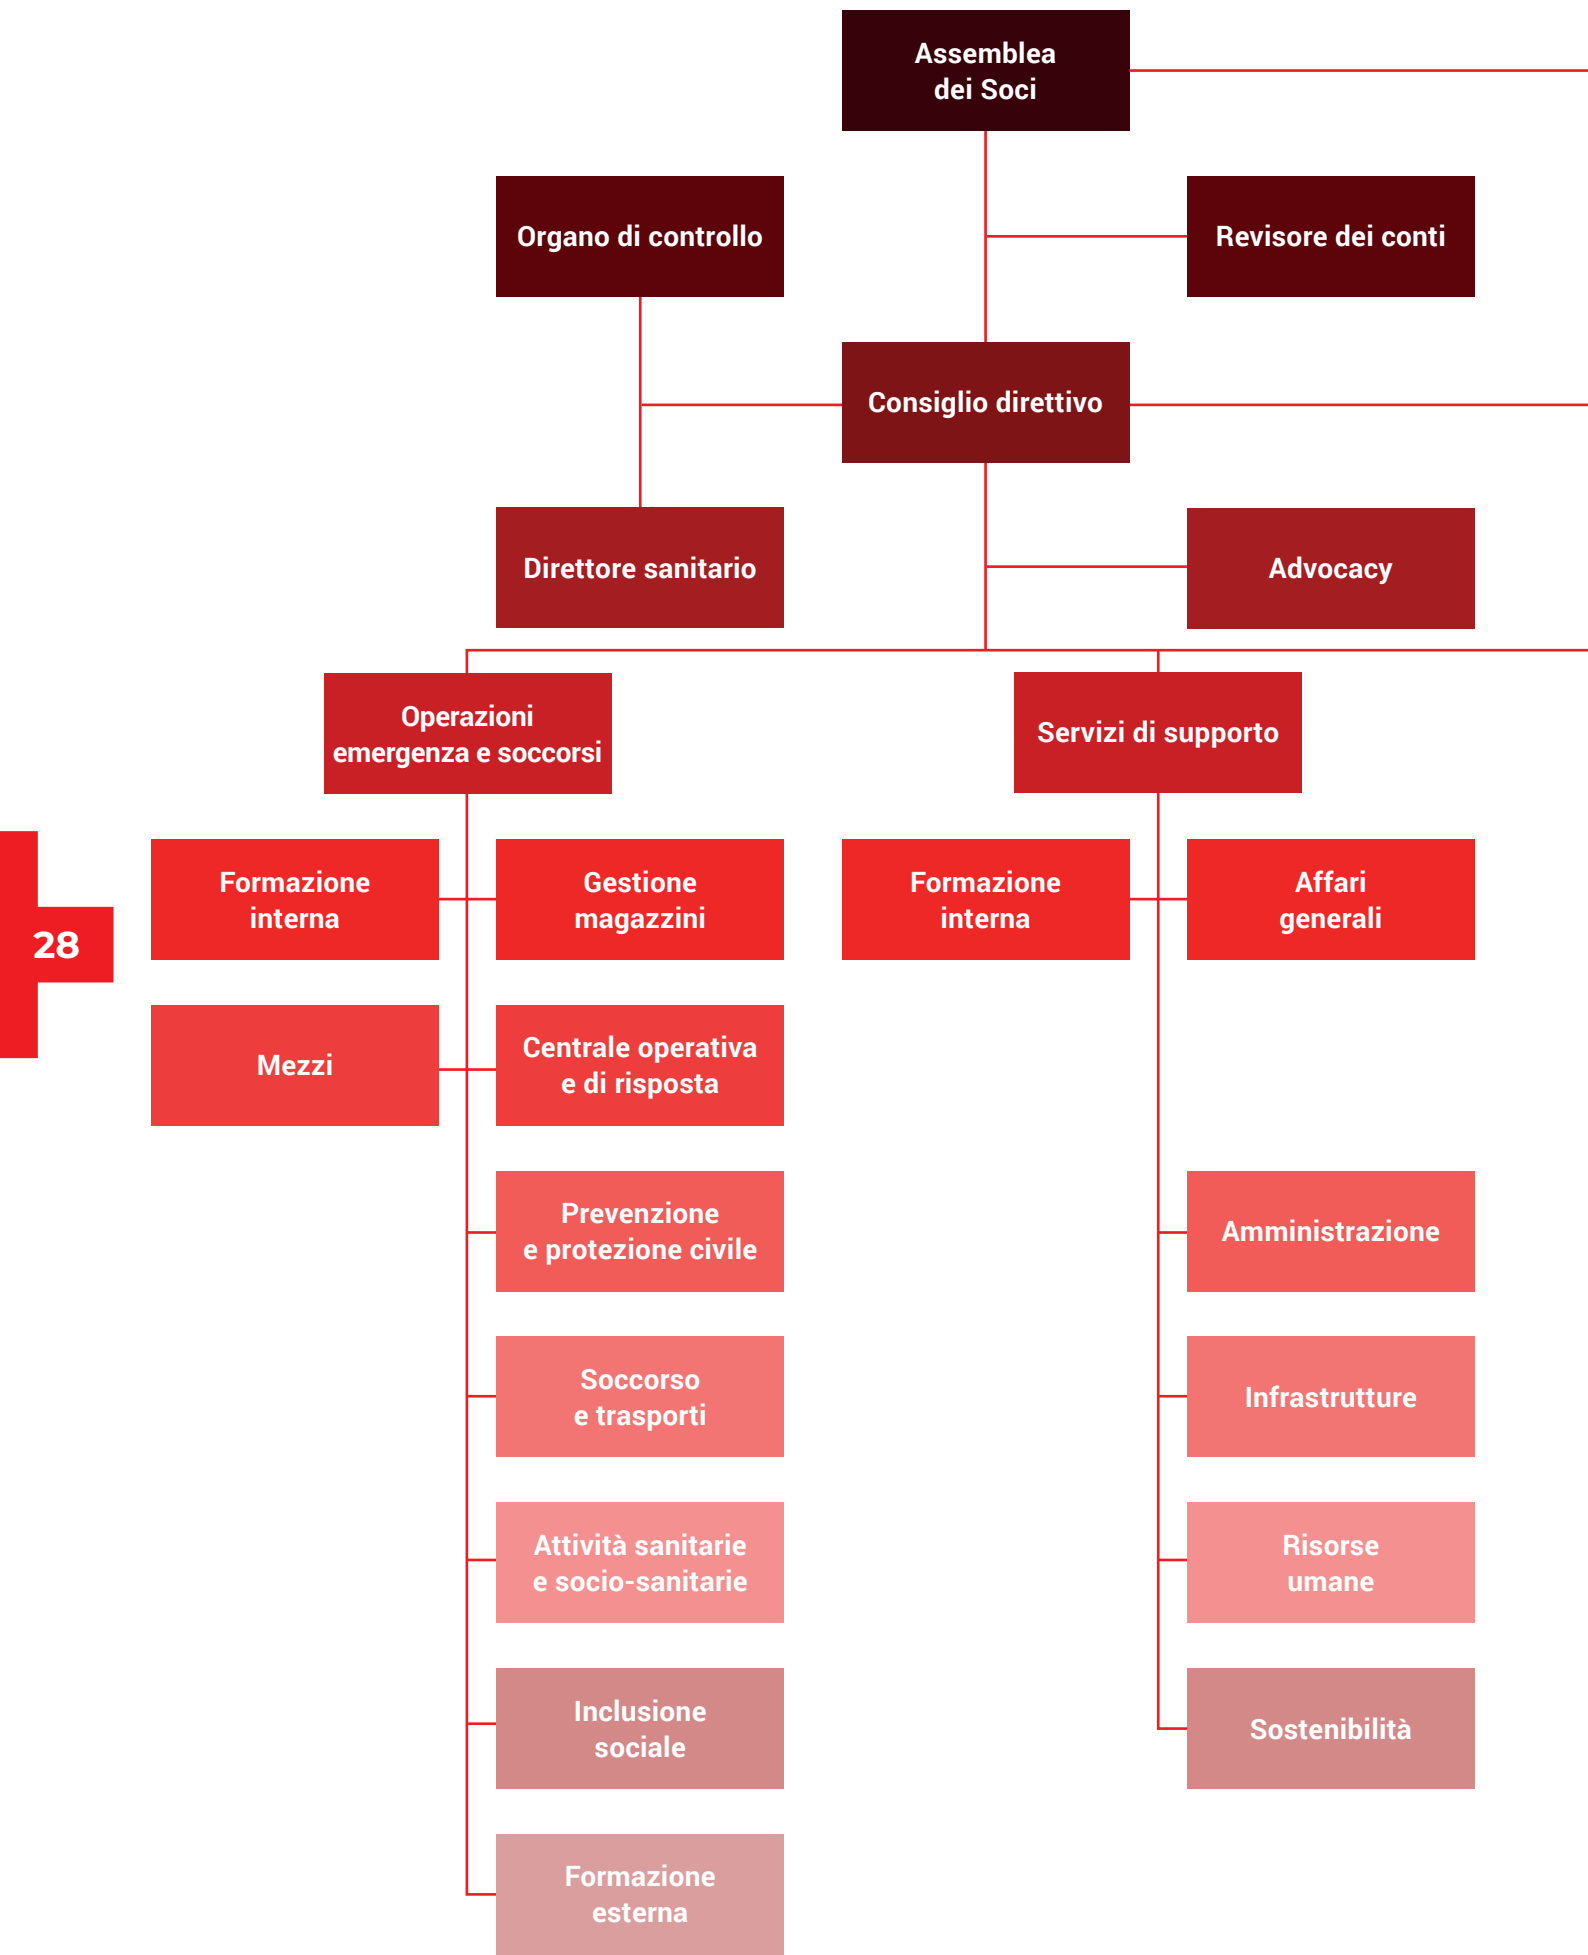 Assemblea
dei Soci
Organo di controllo
Revisore dei conti
Consiglio direttivo
Direttore sanitario
Advocacy
Operazioni
emergenza e soccorsi
Servizi di supporto
Formazione
interna
Gestione
magazzini
Formazione
interna
Affari
generali
28
Mezzi
Centrale operativa
e di risposta
Prevenzione
e protezione civile
Amministrazione
Soccorso
e trasporti
Infrastrutture
Attività sanitarie
e socio-sanitarie
Risorse
umane
Inclusione
sociale
Sostenibilità
Formazione
esterna